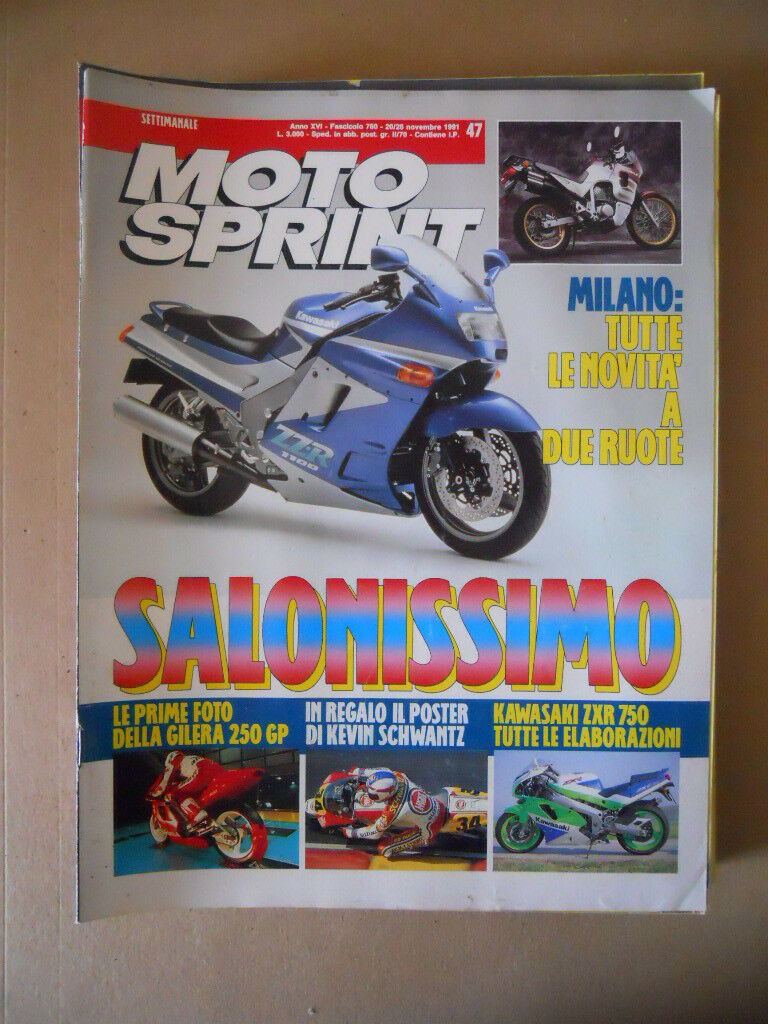 SETTIMANALE
Anno XVI - Fascicolo 760 - 20/26 novembre 1991
L. 3.000 - Sped. in abb. post. gr. II/70 - Contiene I.P.
47
MOTO
SPRINT
MILANO:
TUTTE
LE NOVITA'
A
DUE RUOTE
Kawasaki
ZZ-R
1100
SALONISSIMO
LE PRIME FOTO
DELLA GILERA 250 GP
IN REGALO IL POSTER
DI KEVIN SCHWANTZ
KAWASAKI ZXR 750
TUTTE LE ELABORAZIONI
34
Kawasaki